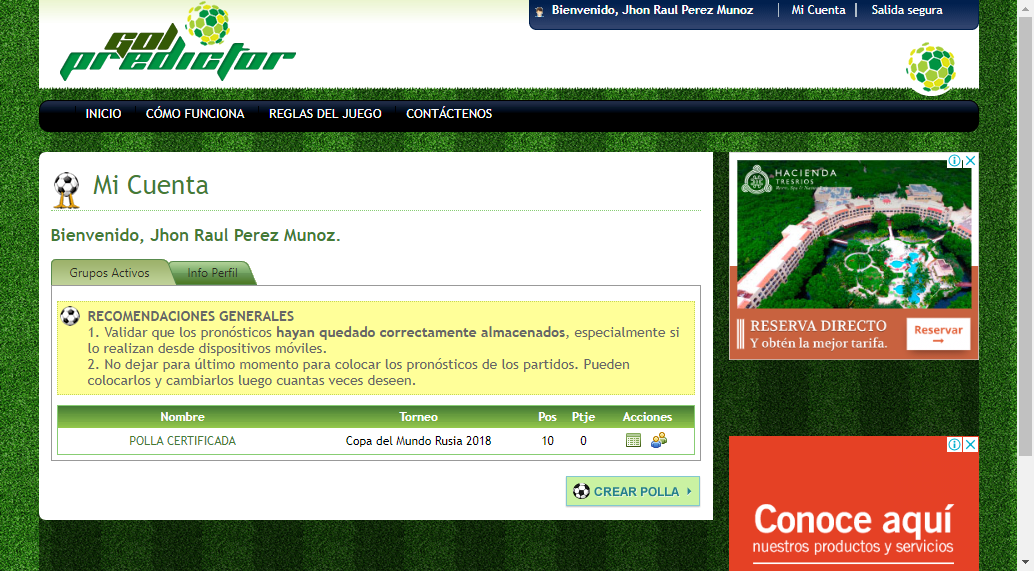 Gol
predictor
Bienvenido, Jhon Raul Perez Munoz | Mi Cuenta | Salida segura
INICIO CÓMO FUNCIONA REGLAS DEL JUEGO CONTÁCTENOS
Mi Cuenta
Bienvenido, Jhon Raul Perez Munoz.
Grupos Activos Info Perfil
RECOMENDACIONES GENERALES
1. Validar que los pronósticos hayan quedado correctamente almacenados, especialmente si
lo realizan desde dispositivos móviles.
2. No dejar para último momento para colocar los pronósticos de los partidos. Pueden
colocarlos y cambiarlos luego cuantas veces deseen.
Nombre Torneo Pos Ptje Acciones
POLLA CERTIFICADA Copa del Mundo Rusia 2018 10 0
CREAR POLLA
HACIENDA
TRESRIOS
RESERVA DIRECTO
Y obtén la mejor tarifa.
Reservar
Conoce aquí
nuestros productos y servicios